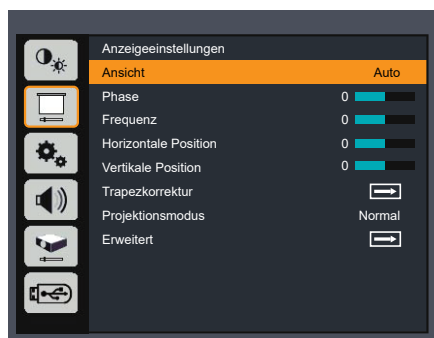 Anzeigeeinstellungen
Ansicht Auto
Phase 0
Frequenz 0
Horizontale Position 0
Vertikale Position 0
Trapezkorrektur
Projektionsmodus Normal
Erweitert